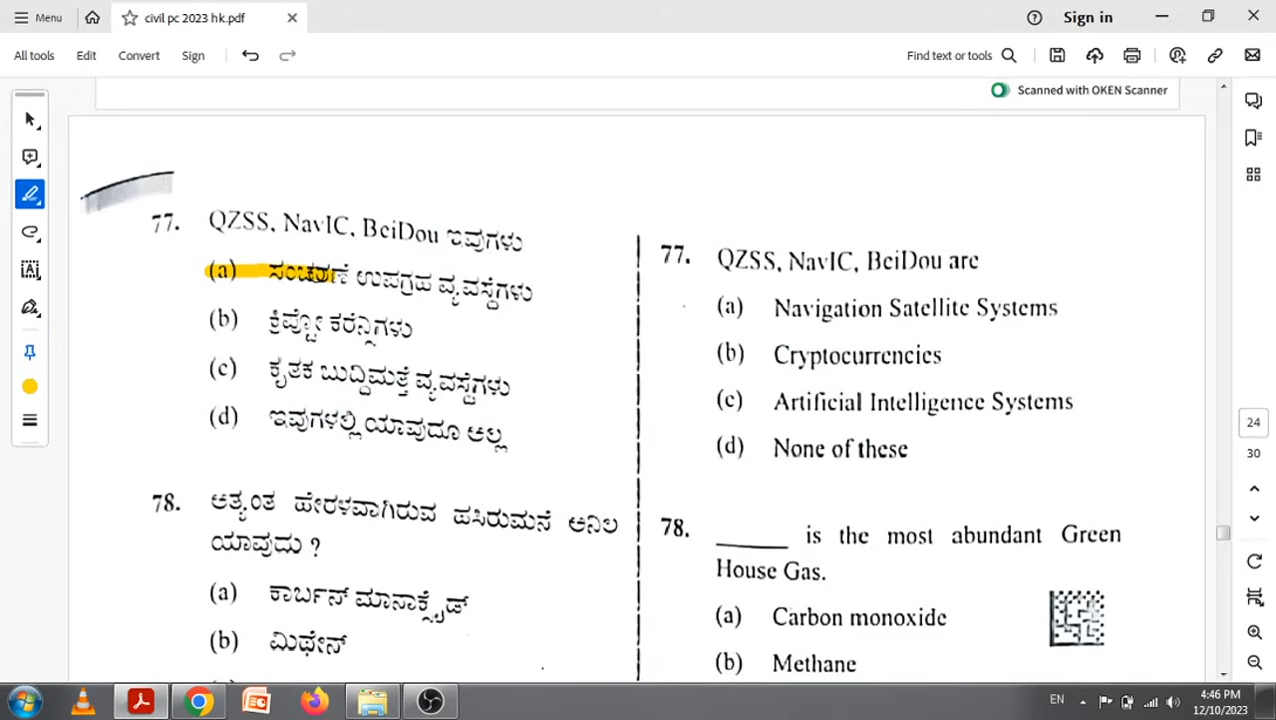 Menu
civil pc 2023 hk.pdf
Sign in
All tools Edit Convert Sign
Find text or tools
Scanned with OKEN Scanner
77. QZSS, NavIC, BeiDou ಇವುಗಳು
(a) ಸಂಚರಣೆ ಉಪಗ್ರಹ ವ್ಯವಸ್ಥೆಗಳು
(b) ಕ್ರಿಪ್ಟೋ ಕರೆನ್ಸಿಗಳು
(c) ಕೃತಕ ಬುದ್ಧಿಮತ್ತೆ ವ್ಯವಸ್ಥೆಗಳು
(d) ಇವುಗಳಲ್ಲಿ ಯಾವುದೂ ಅಲ್ಲ
78. ಅತ್ಯಂತ ಹೇರಳವಾಗಿರುವ ಹಸಿರುಮನೆ ಅನಿಲ
ಯಾವುದು ?
(a) ಕಾರ್ಬನ್ ಮಾನಾಕ್ಸೈಡ್
(b) ಮಿಥೇನ್
77. QZSS, NavIC, BeiDou are
(a) Navigation Satellite Systems
(b) Cryptocurrencies
(c) Artificial Intelligence Systems
(d) None of these
78. ______ is the most abundant Green
House Gas.
(a) Carbon monoxide
(b) Methane
24
30
EN
4:46 PM
12/10/2023